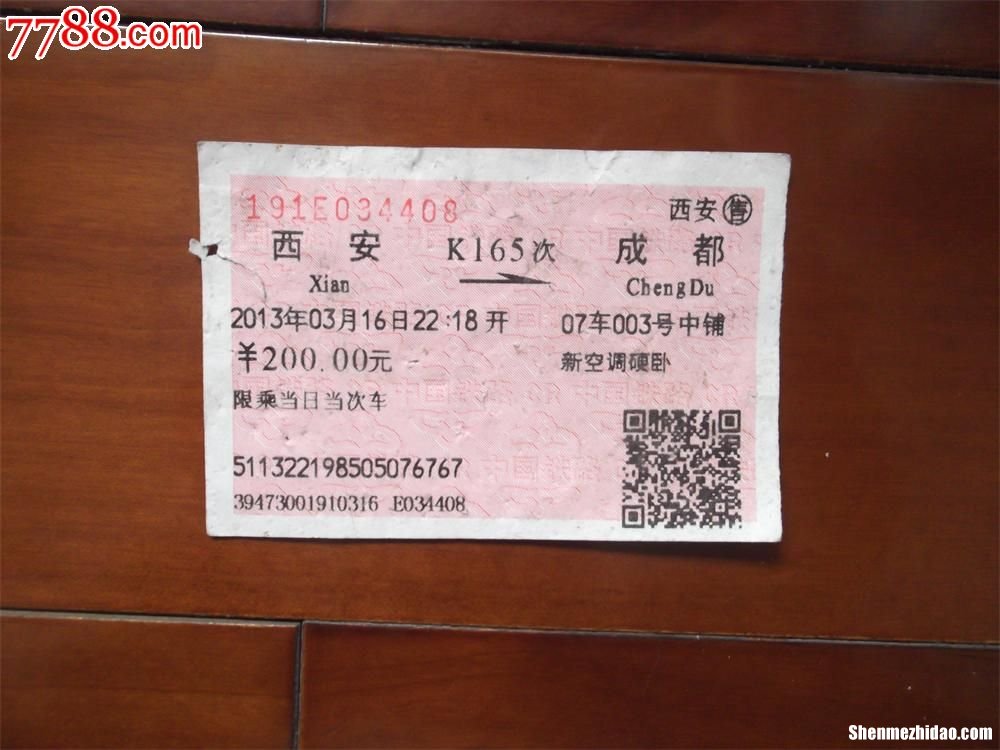 7788.com
191E034408
西安 售
西 安 K165次 成 都
Xian ChengDu
2013年03月16日22:18开 07车003号中铺
¥200.00元 新空调硬卧
限乘当日当次车
511322198505076767
39473001910316 E034408
Shenmezhidao.com